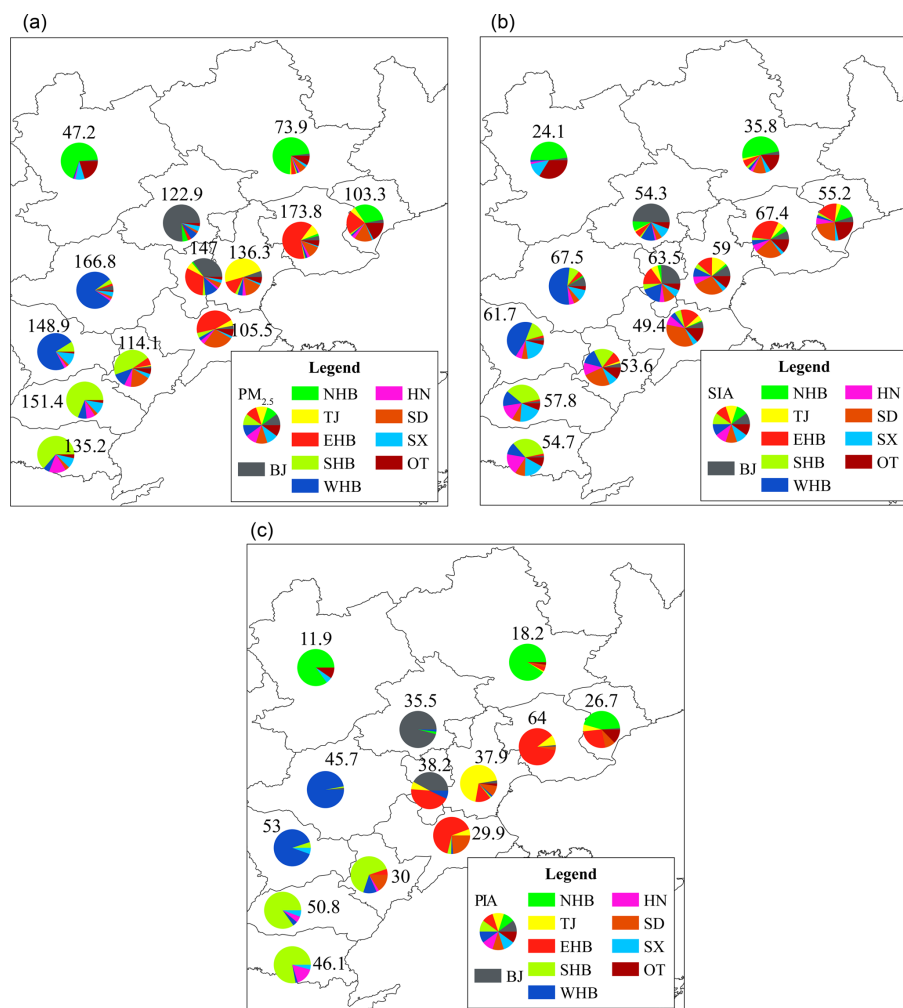 (a)
47.2
73.9
122.9
103.3
173.8
147
136.3
166.8
148.9
114.1
105.5
151.4
135.2
Legend
PM2.5
NHB
HN
TJ
SD
EHB
SX
SHB
OT
BJ
WHB
(b)
24.1
35.8
54.3
55.2
67.4
67.5
63.5
59
61.7
49.4
53.6
57.8
54.7
Legend
SIA
NHB
HN
TJ
SD
EHB
SX
SHB
OT
BJ
WHB
(c)
11.9
18.2
35.5
26.7
64
45.7
38.2
37.9
53
29.9
30
50.8
46.1
Legend
PIA
NHB
HN
TJ
SD
EHB
SX
SHB
OT
BJ
WHB